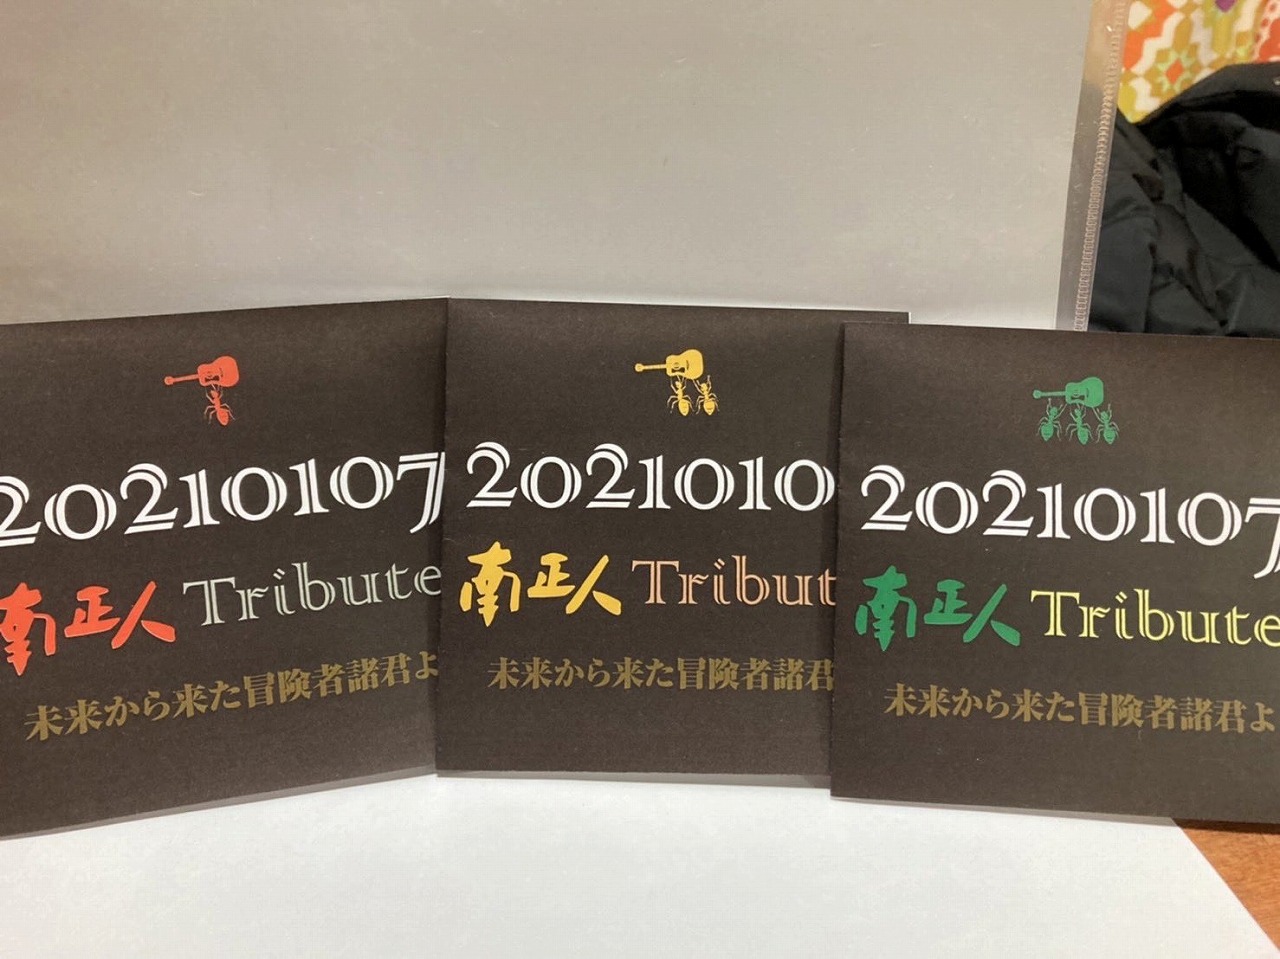 20210107
南正人 Tribute
未来から来た冒険者諸君よ
2021010
南正人 Tribut
未来から来た冒険者諸君
20210107
南正人 Tribute
未来から来た冒険者諸君よ